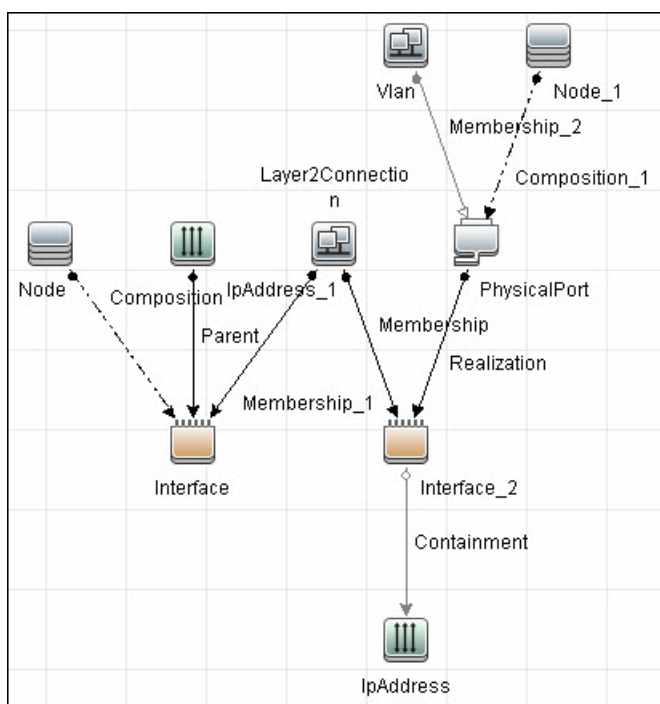 Vlan
Node_1
Membership_2
Layer2Connectio
n
Composition_1
Node
Composition
IpAddress_1
PhysicalPort
Parent
Membership
Realization
Membership_1
Interface
Interface_2
Containment
IpAddress